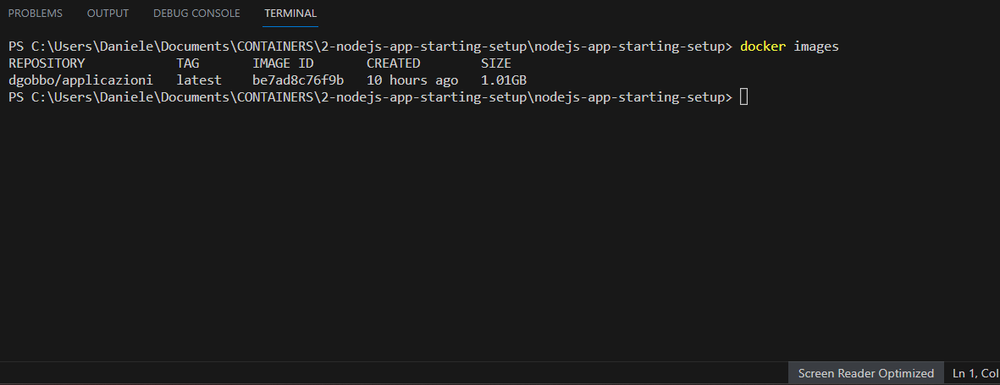 PROBLEMS OUTPUT DEBUG CONSOLE TERMINAL
PS C:\Users\Daniele\Documents\CONTAINERS\2-nodejs-app-starting-setup\nodejs-app-starting-setup> docker images
REPOSITORY TAG IMAGE ID CREATED SIZE
dgobbo/applicazioni latest be7ad8c76f9b 10 hours ago 1.01GB
PS C:\Users\Daniele\Documents\CONTAINERS\2-nodejs-app-starting-setup\nodejs-app-starting-setup>
Screen Reader Optimized Ln 1, Col